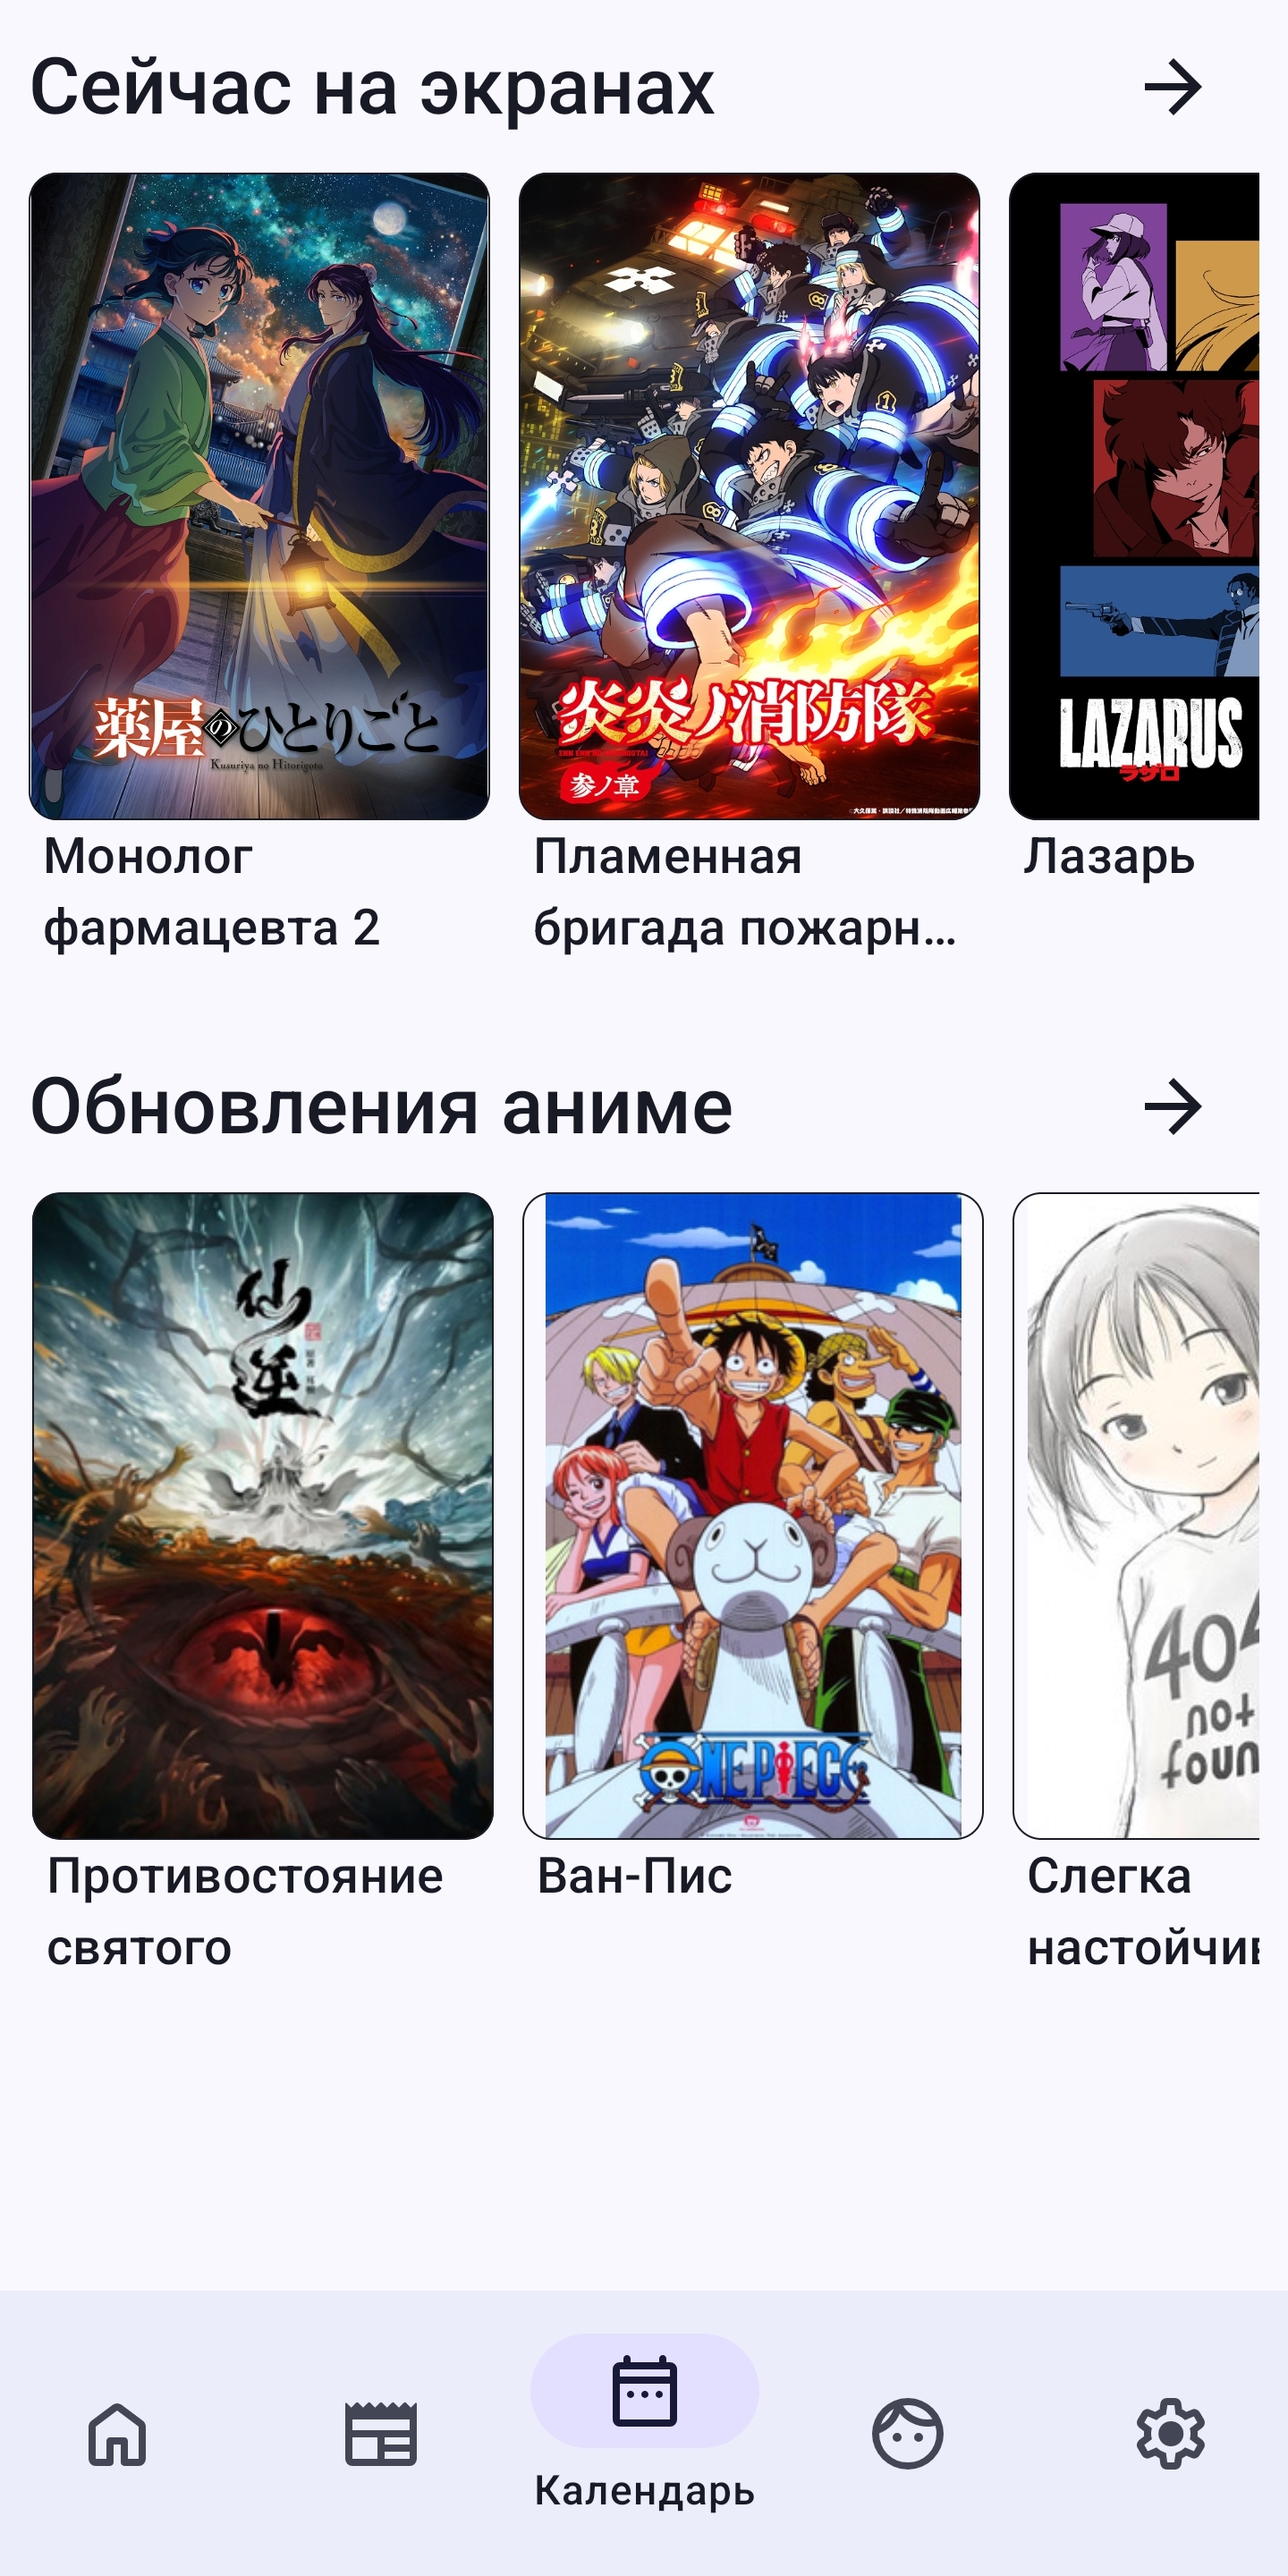 Сейчас на экранах
薬屋のひとりごと
Kusuriya no Hitorigoto
炎炎ノ消防隊
参ノ章
LAZARUS
ラザロ
Монолог
фармацевта 2
Пламенная
бригада пожарн...
Лазарь
Обновления аниме
仙逆
ONE PIECE
404
not
foun
Противостояние
святого
Ван-Пис
Слегка
настойчив
Календарь